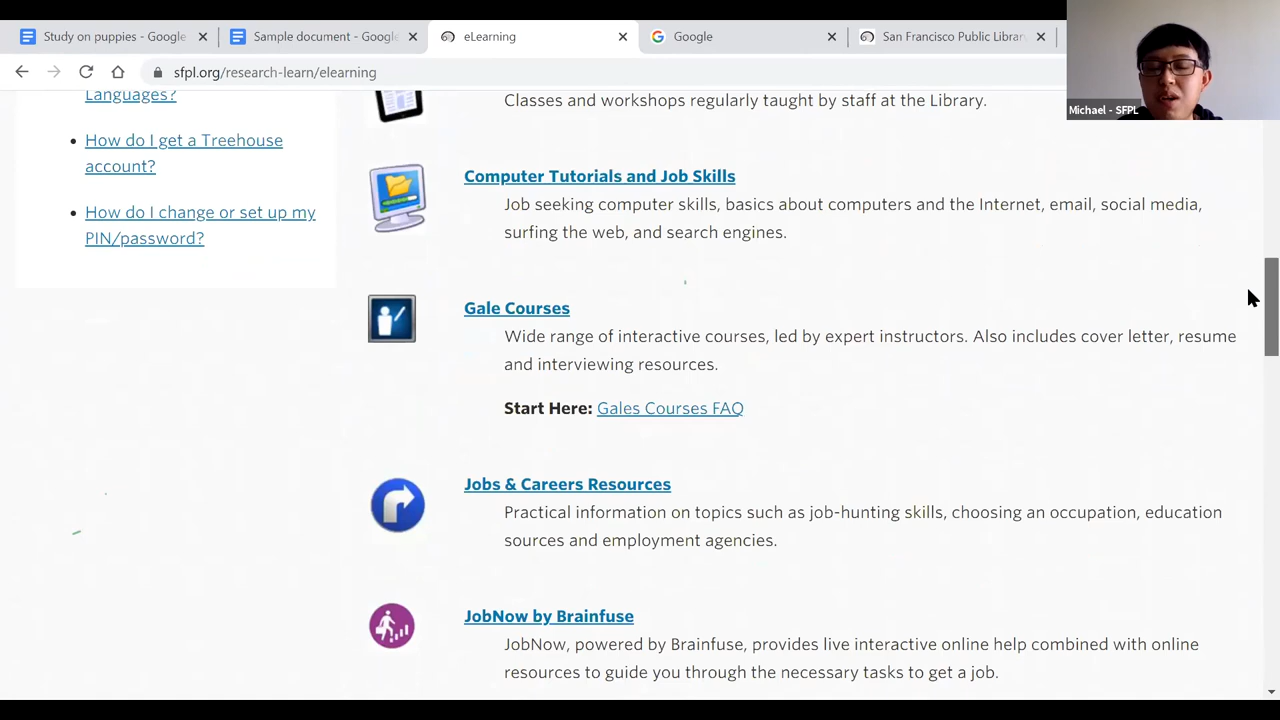 Study on puppies - Google
Sample document - Google
eLearning
Google
San Francisco Public Library
sfpl.org/research-learn/elearning
Michael - SFPL
Languages?
How do I get a Treehouse
account?
How do I change or set up my
PIN/password?
Classes and workshops regularly taught by staff at the Library.
Computer Tutorials and Job Skills
Job seeking computer skills, basics about computers and the Internet, email, social media,
surfing the web, and search engines.
Gale Courses
Wide range of interactive courses, led by expert instructors. Also includes cover letter, resume
and interviewing resources.
Start Here: Gales Courses FAQ
Jobs & Careers Resources
Practical information on topics such as job-hunting skills, choosing an occupation, education
sources and employment agencies.
JobNow by Brainfuse
JobNow, powered by Brainfuse, provides live interactive online help combined with online
resources to guide you through the necessary tasks to get a job.